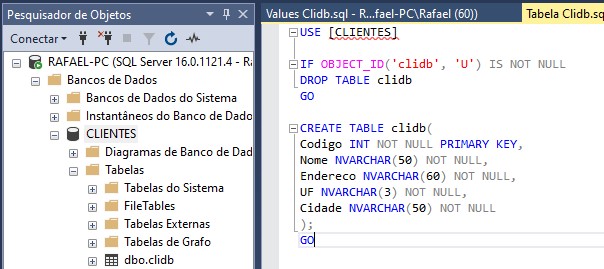 Pesquisador de Objetos
Conectar
RAFAEL-PC (SQL Server 16.0.1121.4 - R
Bancos de Dados
Bancos de Dados do Sistema
Instantâneos do Banco de Dado
CLIENTES
Diagramas de Banco de Dad
Tabelas
Tabelas do Sistema
FileTables
Tabelas Externas
Tabelas de Grafo
dbo.clidb
Values Clidb.sql - R...fael-PC\Rafael (60))
Tabela Clidb.sq
USE [CLIENTES]
IF OBJECT_ID('clidb', 'U') IS NOT NULL
DROP TABLE clidb
GO
CREATE TABLE clidb(
Codigo INT NOT NULL PRIMARY KEY,
Nome NVARCHAR(50) NOT NULL,
Endereco NVARCHAR(60) NOT NULL,
UF NVARCHAR(3) NOT NULL,
Cidade NVARCHAR(50) NOT NULL
);
GO